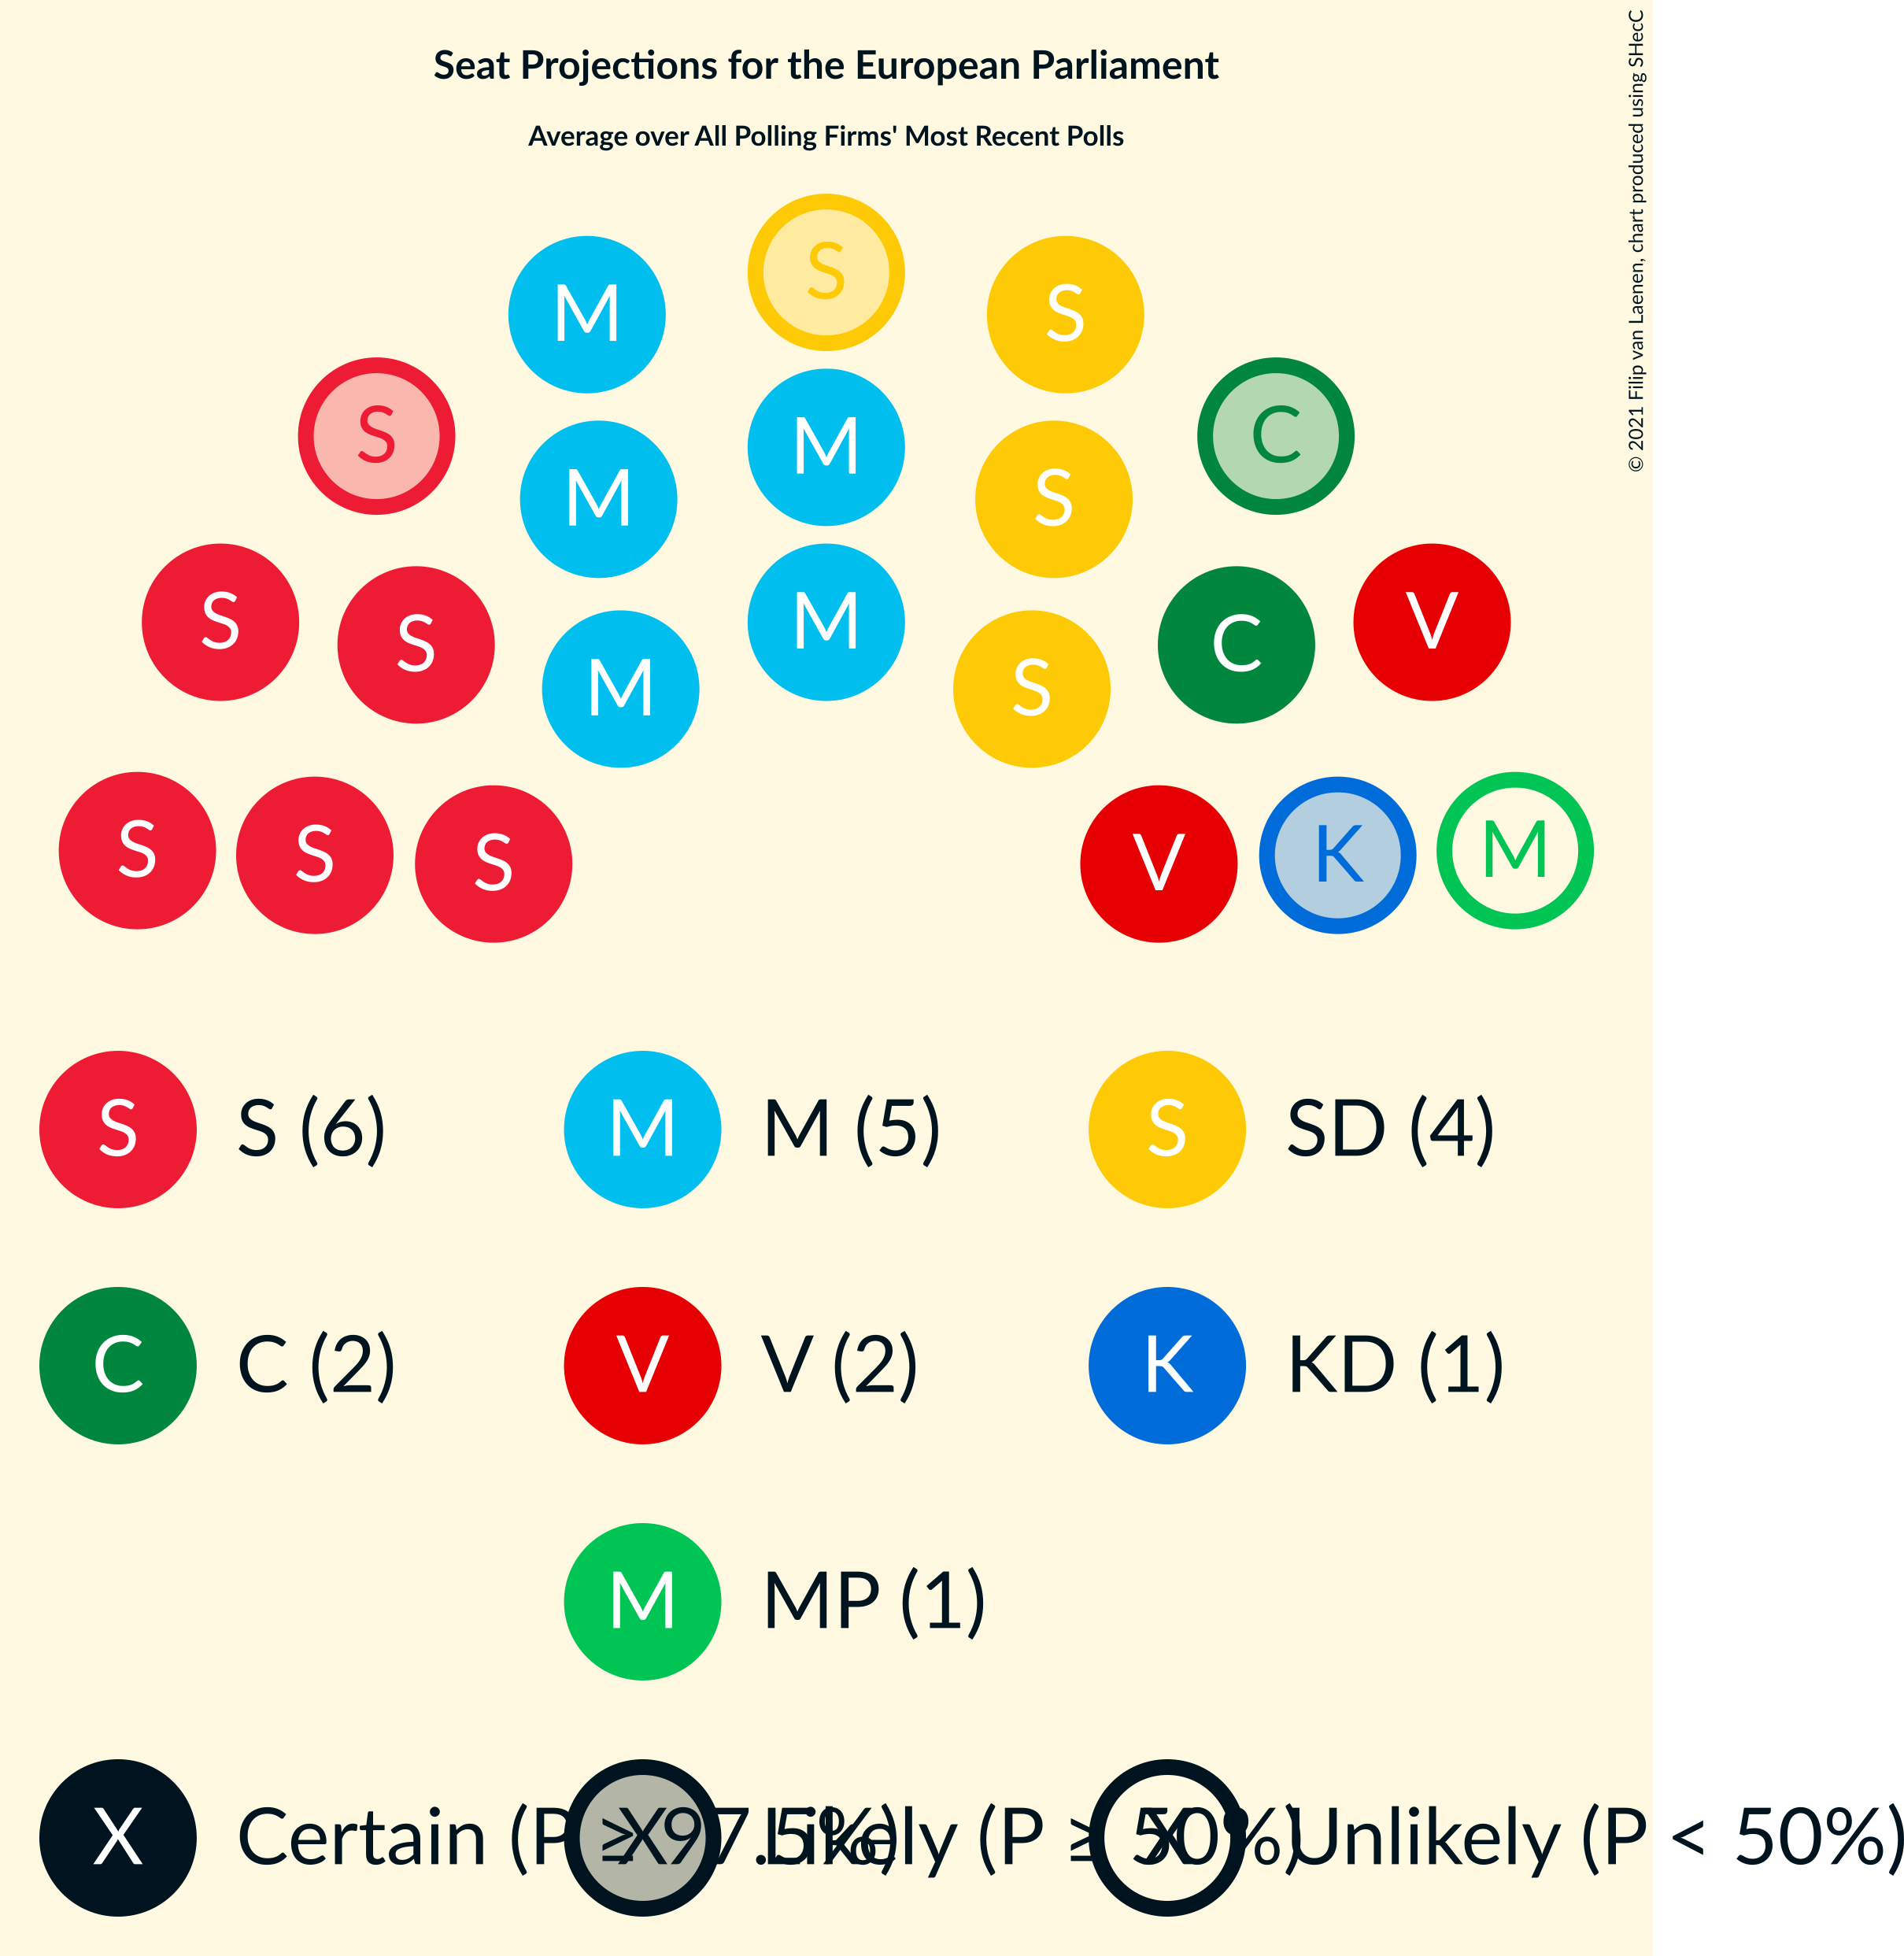 Seat Projections for the European Parliament
Average over All Polling Firms' Most Recent Polls
© 2021 Filip van Laenen, chart produced using SHecC
S
M S
S M M S C
S S M M S C V
S S S V K M
S S (6) M M (5) S SD (4)
C C (2) V V (2) K KD (1)
M MP (1)
X Certain (P ≥ 97.5%) X Likely (P ≥ 50%) X Unlikely (P < 50%)